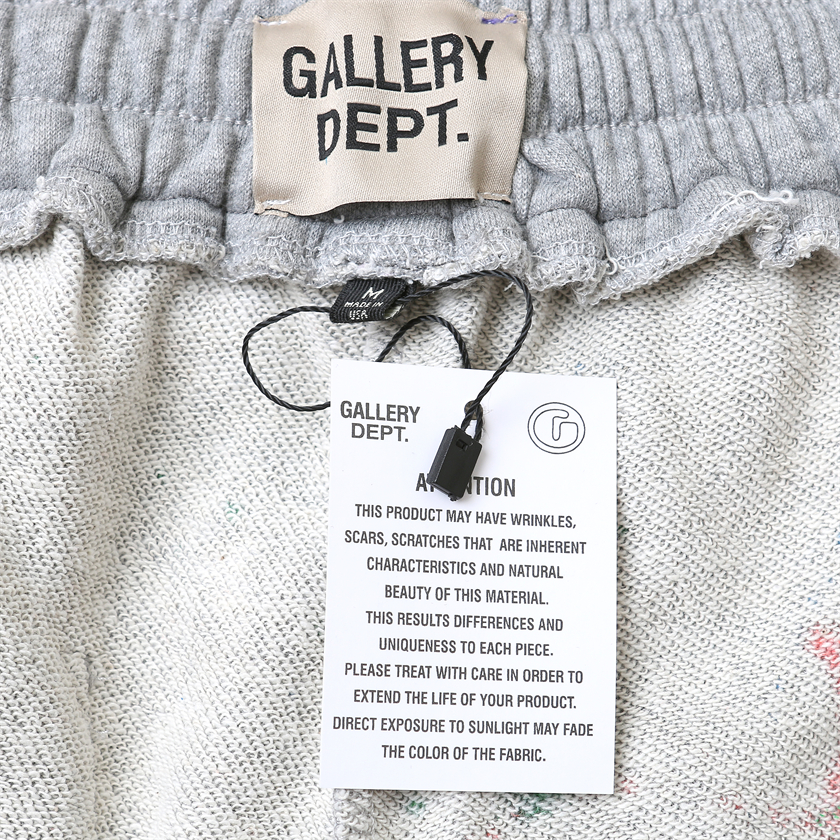 GALLERY
DEPT.
M
MADE IN
USA
GALLERY
DEPT.
G
ATTENTION
THIS PRODUCT MAY HAVE WRINKLES,
SCARS, SCRATCHES THAT ARE INHERENT
CHARACTERISTICS AND NATURAL
BEAUTY OF THIS MATERIAL.
THIS RESULTS DIFFERENCES AND
UNIQUENESS TO EACH PIECE.
PLEASE TREAT WITH CARE IN ORDER TO
EXTEND THE LIFE OF YOUR PRODUCT.
DIRECT EXPOSURE TO SUNLIGHT MAY FADE
THE COLOR OF THE FABRIC.